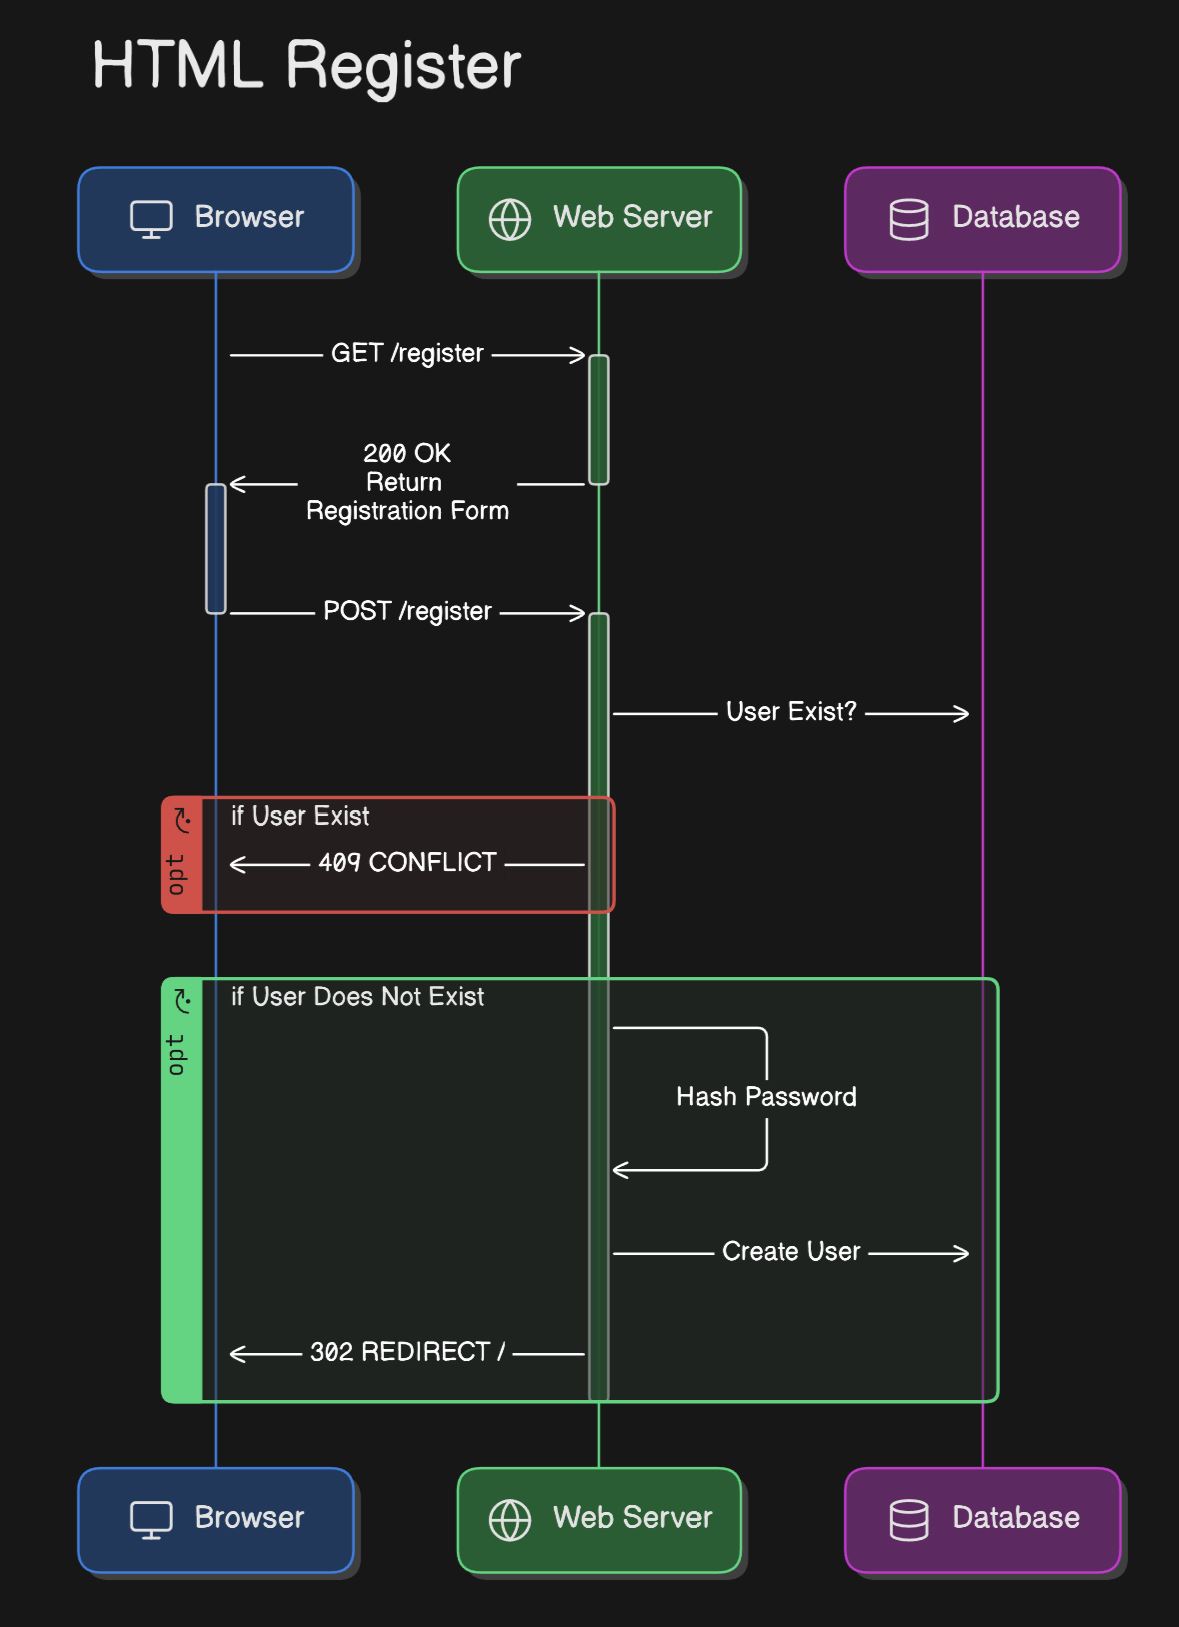 HTML Register
Browser
Web Server
Database
GET /register
200 OK
Return
Registration Form
POST /register
User Exist?
opt
if User Exist
409 CONFLICT
opt
if User Does Not Exist
Hash Password
Create User
302 REDIRECT /
Browser
Web Server
Database